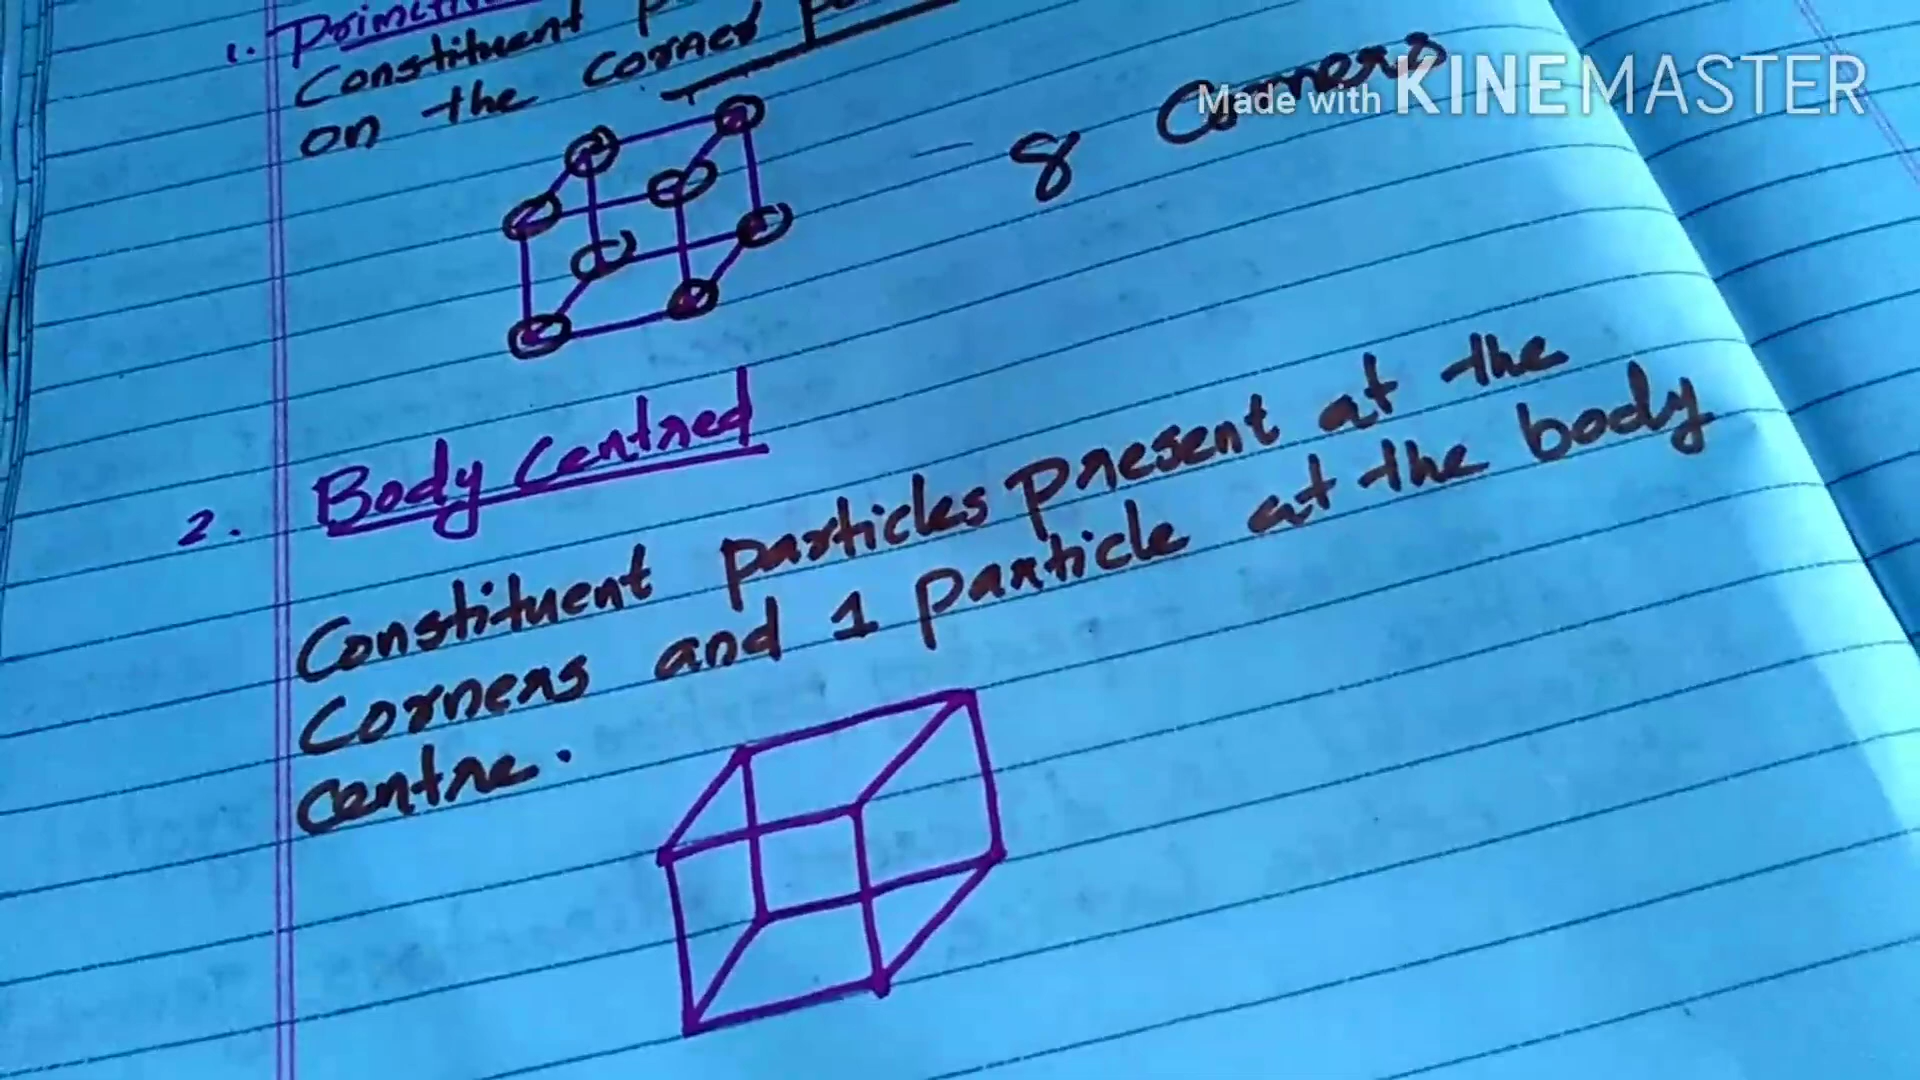 1.
Constituent
on the corner
8 Corners
Made with KINEMASTER
2. Body Centred
Constituent particles present at the
Corners and 1 particle at the body
centre.